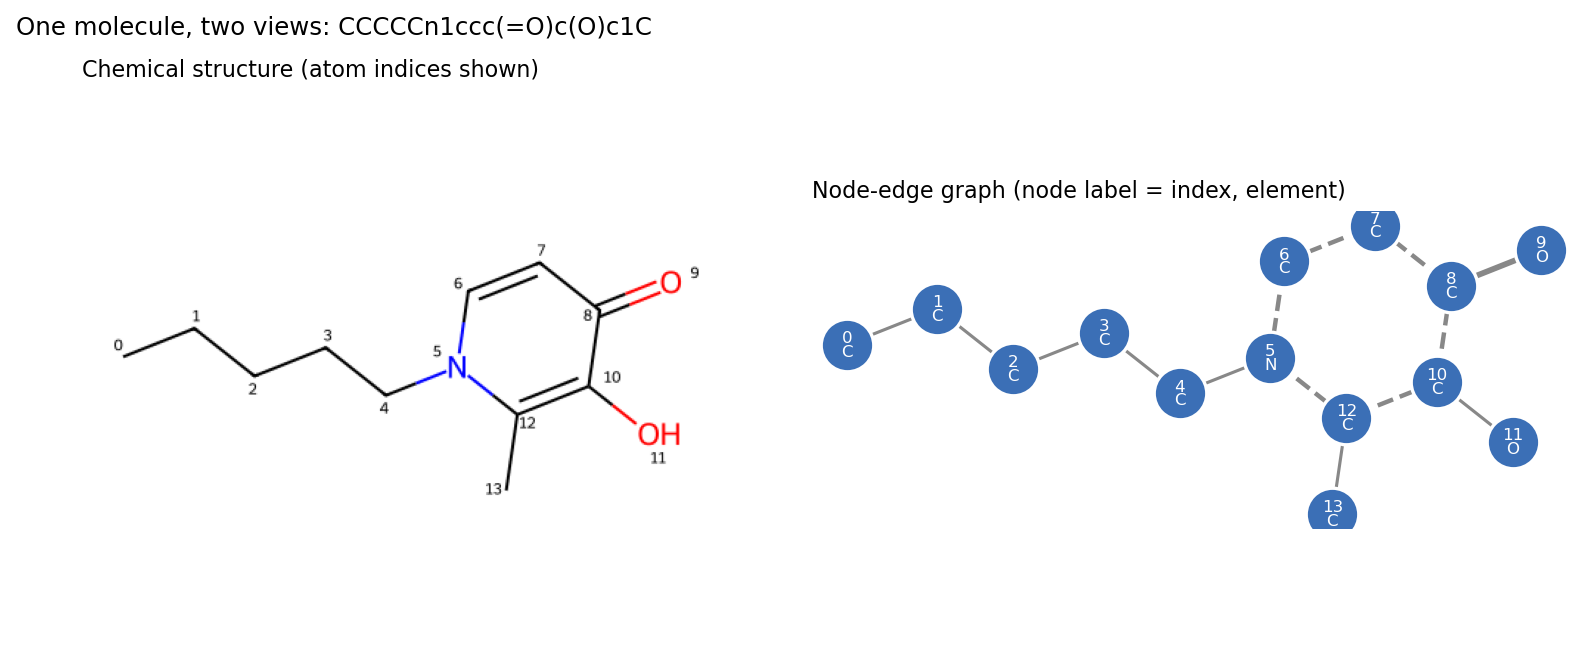 One molecule, two views: CCCCCn1ccc(=O)c(O)c1C
Chemical structure (atom indices shown)
0
1
2
3
4
5
N
6
7
8
O
9
10
OH
11
12
13
Node-edge graph (node label = index, element)
0
C
1
C
2
C
3
C
4
C
5
N
6
C
7
C
8
C
9
O
10
C
11
O
12
C
13
C